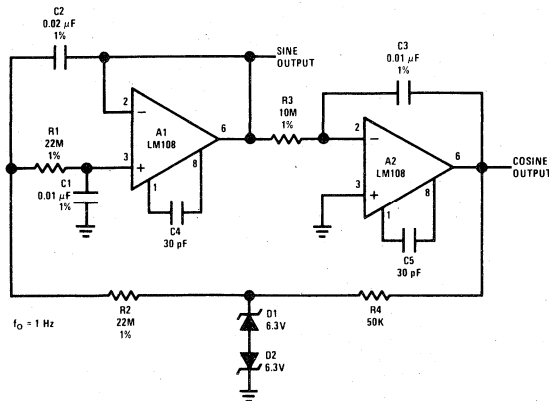 C2
0.02 μF
1%
SINE
OUTPUT
C3
0.01 μF
1%
R3
10M
1%
2
−
A1
LM108
6
3
+
1
8
R1
22M
1%
C1
0.01 μF
1%
C4
30 pF
2
−
A2
LM108
6
3
+
1
8
COSINE
OUTPUT
C5
30 pF
R2
22M
1%
R4
50K
D1
6.3V
D2
6.3V
fO = 1 Hz